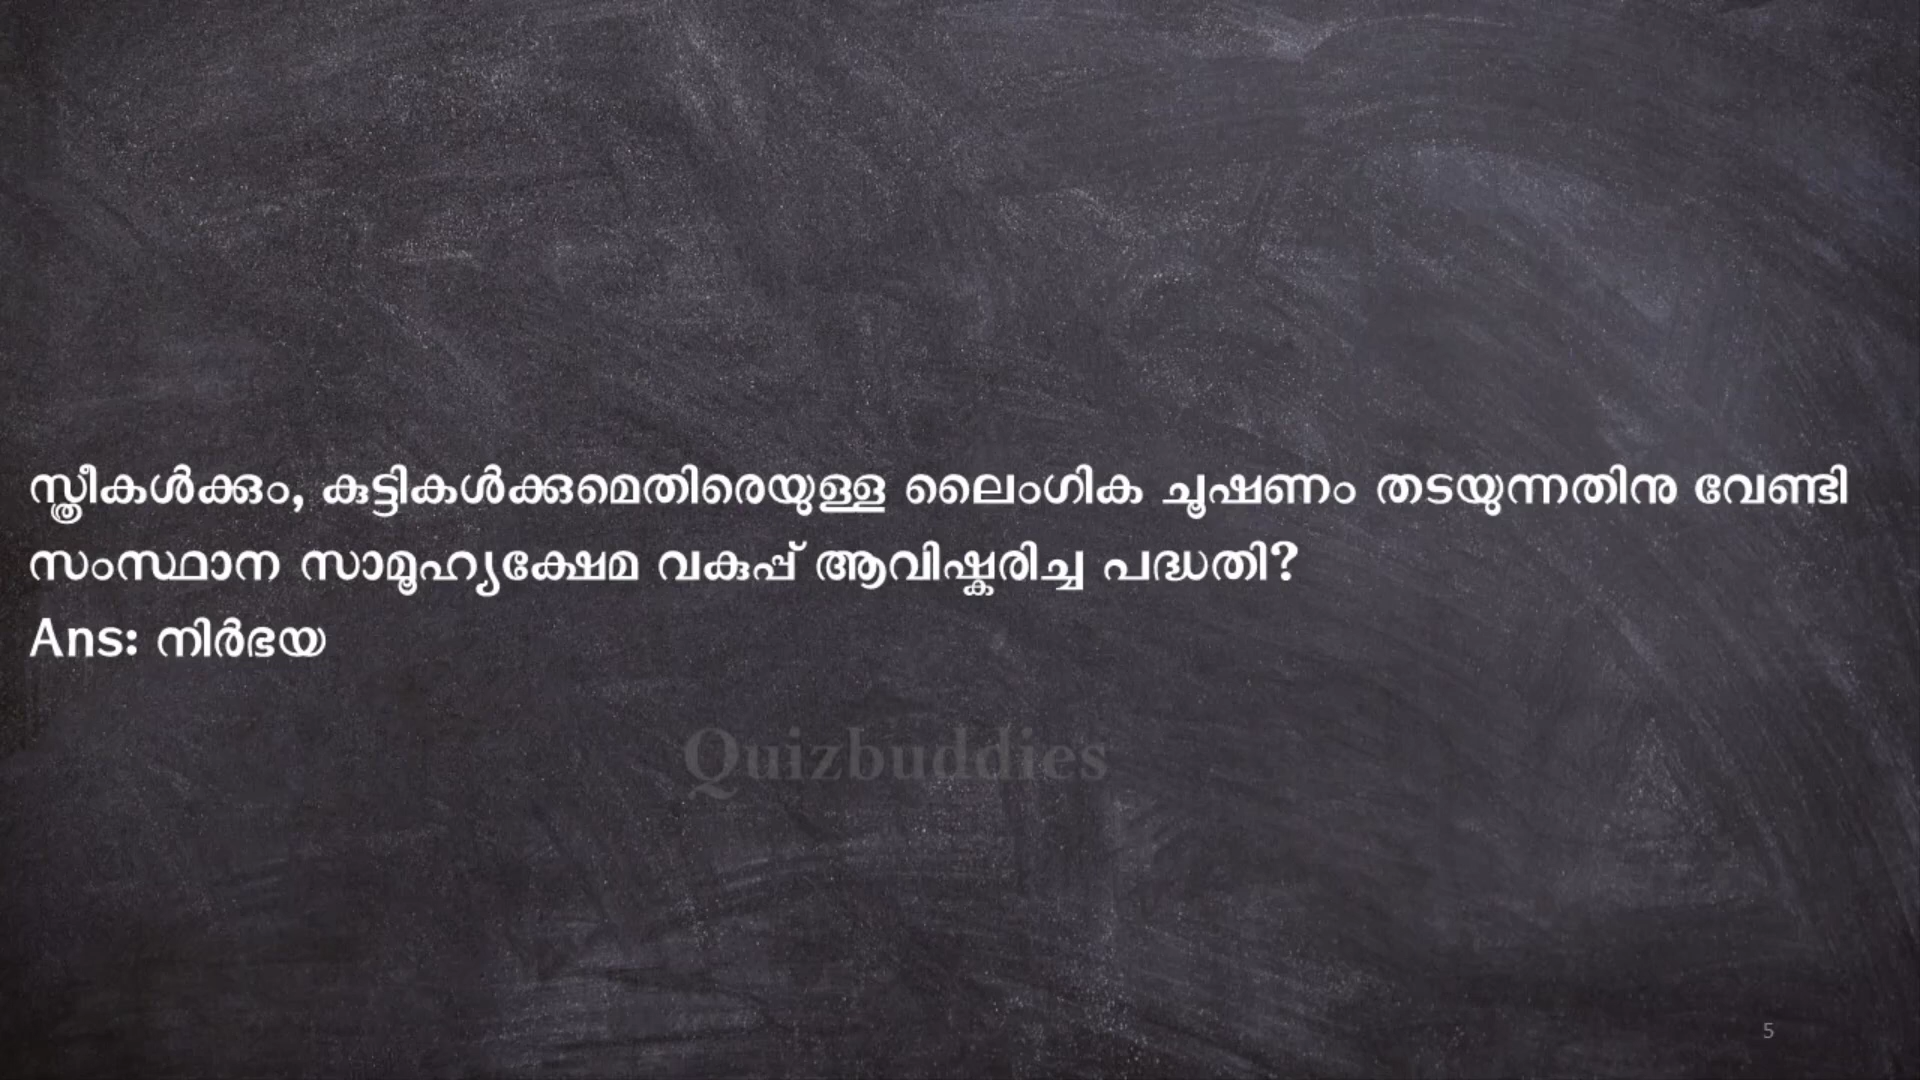 സ്ത്രീകൾക്കും, കുട്ടികൾക്കുമെതിരെയുള്ള ലൈംഗിക ചൂഷണം തടയുന്നതിനു വേണ്ടി
സംസ്ഥാന സാമൂഹ്യക്ഷേമ വകുപ്പ് ആവിഷ്കരിച്ച പദ്ധതി?
Ans: നിർഭയ
Quizbuddies
5